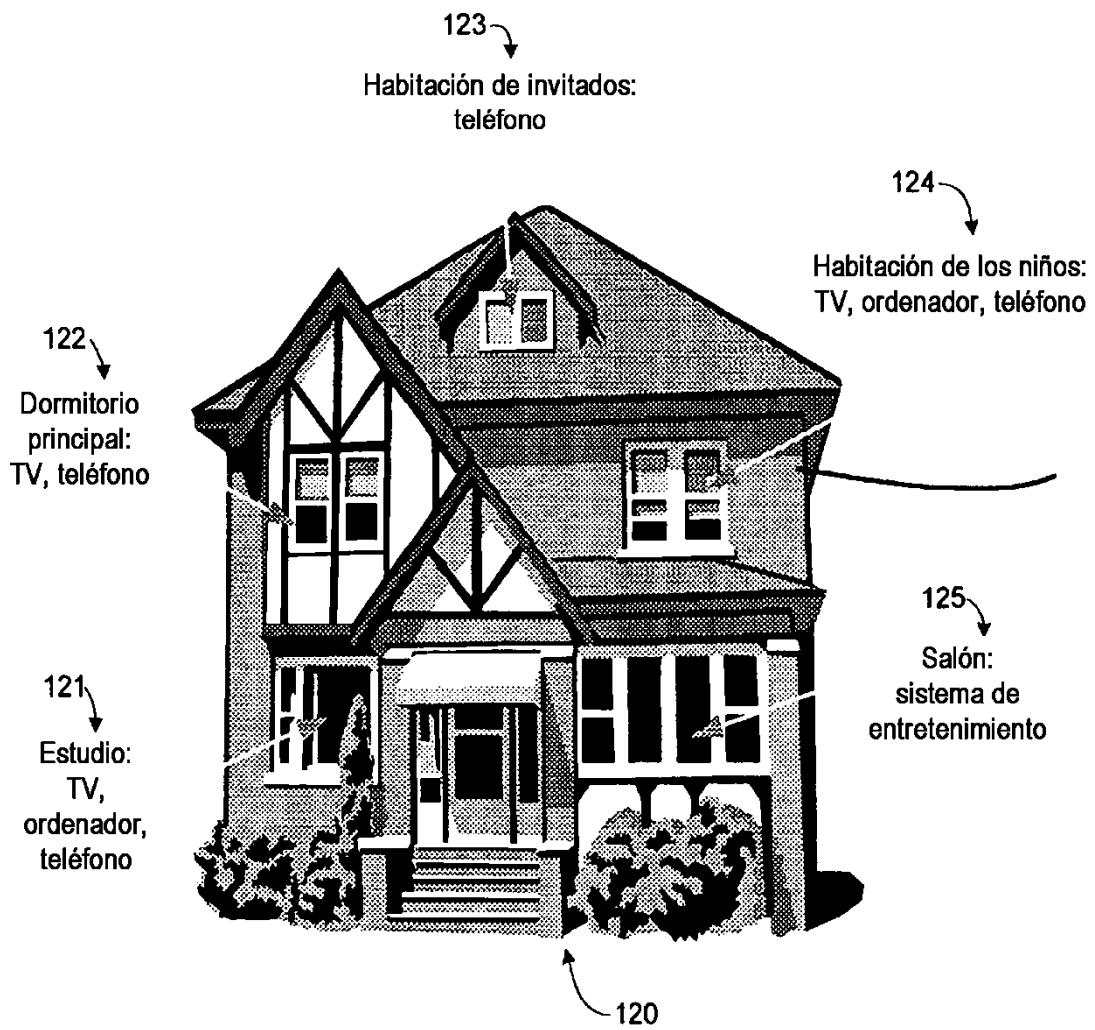 123
Habitación de invitados:
teléfono
124
Habitación de los niños:
TV, ordenador, teléfono
122
Dormitorio
principal:
TV, teléfono
125
Salón:
sistema de
entretenimiento
121
Estudio:
TV,
ordenador,
teléfono
120